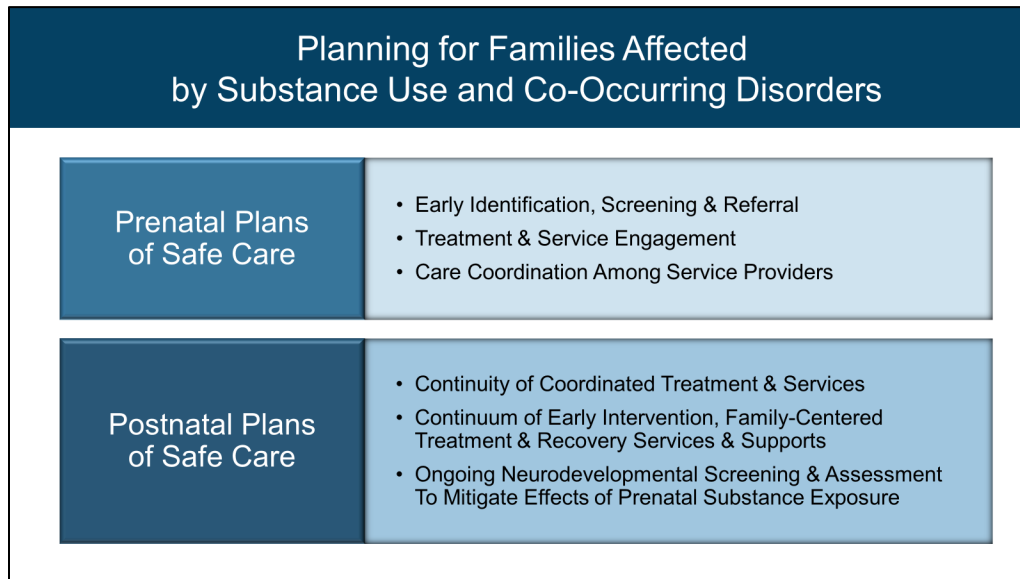 Planning for Families Affected
by Substance Use and Co-Occurring Disorders
Prenatal Plans
of Safe Care
• Early Identification, Screening & Referral
• Treatment & Service Engagement
• Care Coordination Among Service Providers
Postnatal Plans
of Safe Care
• Continuity of Coordinated Treatment & Services
• Continuum of Early Intervention, Family-Centered
Treatment & Recovery Services & Supports
• Ongoing Neurodevelopmental Screening & Assessment
To Mitigate Effects of Prenatal Substance Exposure